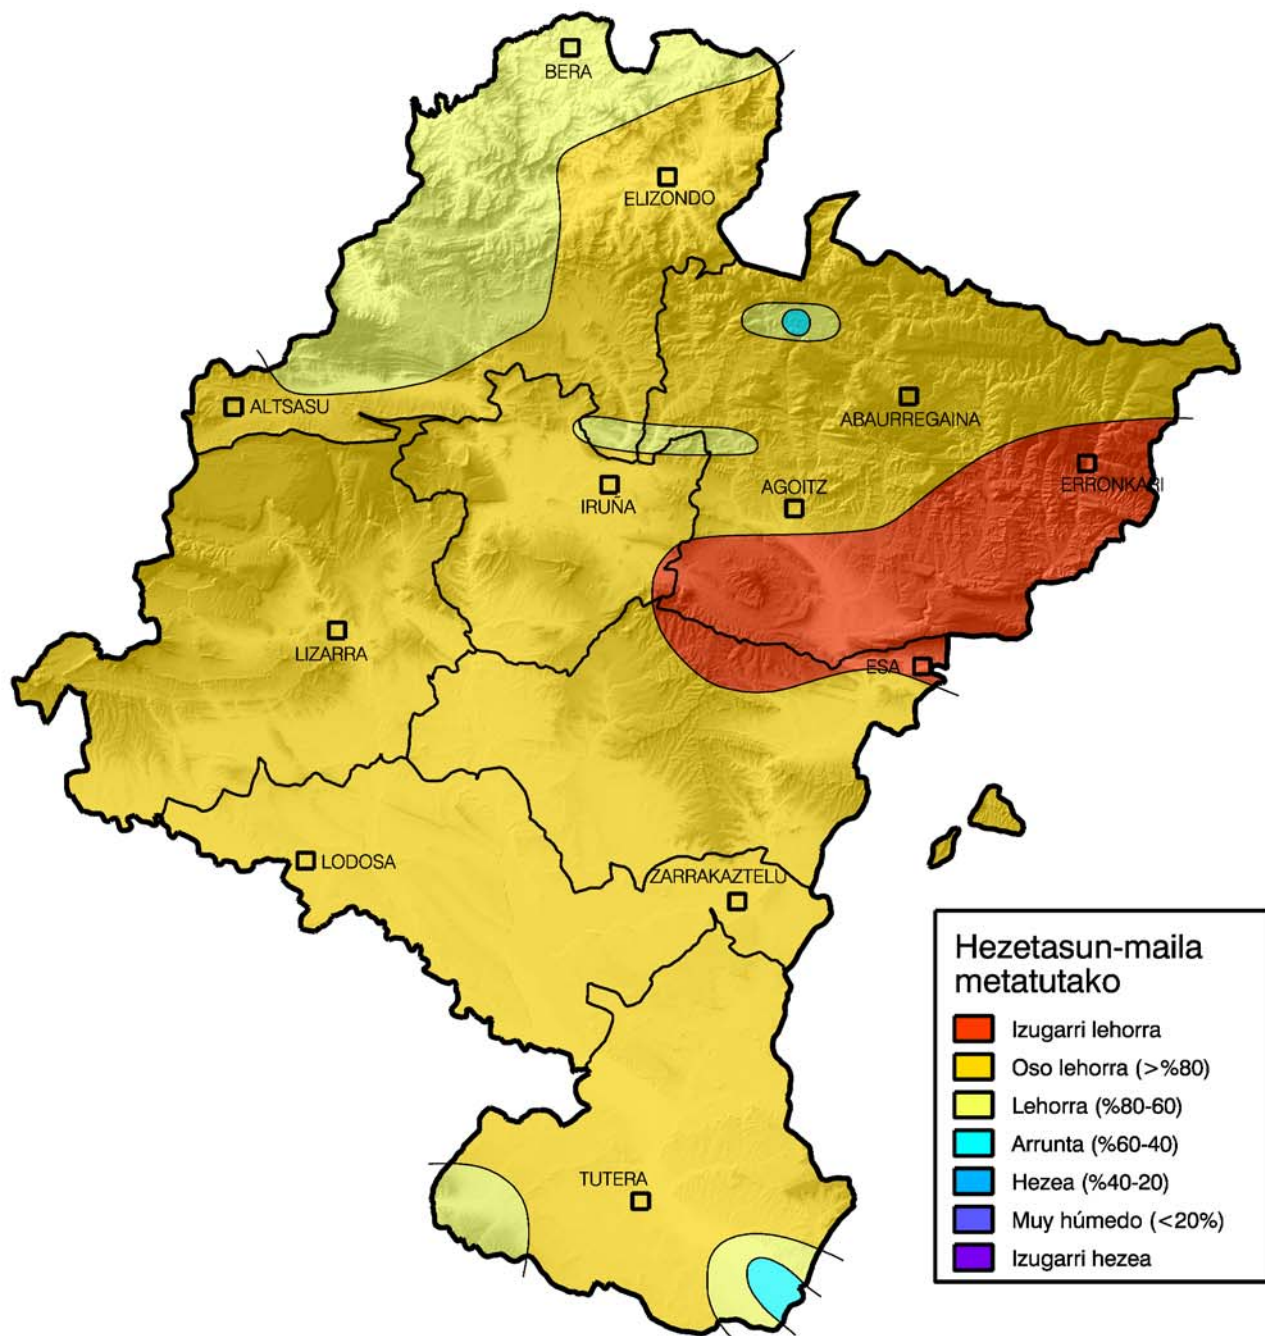 BERA
ELIZONDO
ALTSASU
ABAURREGAINA
ERRONKARI
IRUÑA
AGOITZ
LIZARRA
ESA
LODOSA
ZARRAKAZTELU
TUTERA
Hezetasun-maila
metatutako
Izugarri lehorra
Oso lehorra (>%80)
Lehorra (%80-60)
Arrunta (%60-40)
Hezea (%40-20)
Muy húmedo (<20%)
Izugarri hezea